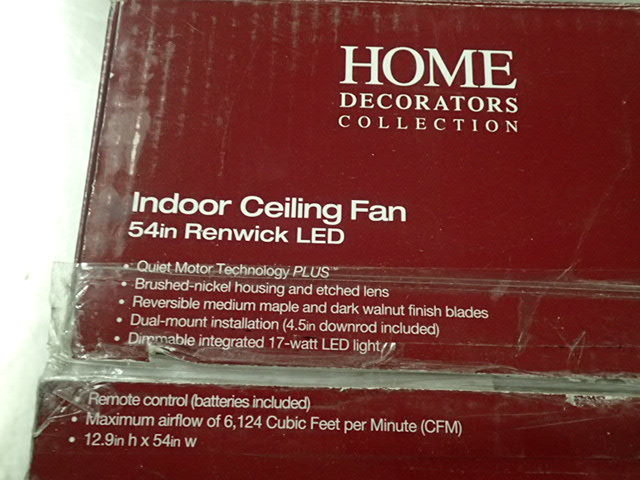 HOME
DECORATORS
COLLECTION
Indoor Ceiling Fan
54in Renwick LED
• Quiet Motor Technology PLUS™
• Brushed-nickel housing and etched lens
• Reversible medium maple and dark walnut finish blades
• Dual-mount installation (4.5in downrod included)
• Dimmable integrated 17-watt LED light
• Remote control (batteries included)
• Maximum airflow of 6,124 Cubic Feet per Minute (CFM)
• 12.9in h x 54in w